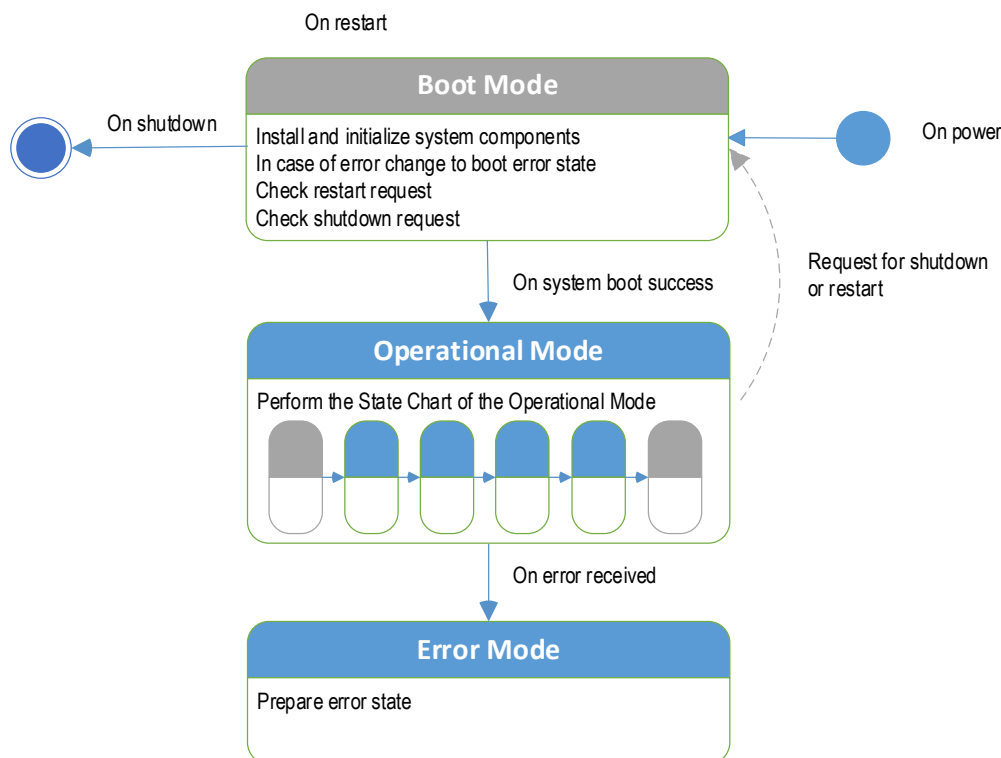 On restart
Boot Mode
On shutdown
Install and initialize system components
In case of error change to boot error state
Check restart request
Check shutdown request
On power
On system boot success
Request for shutdown
or restart
Operational Mode
Perform the State Chart of the Operational Mode
On error received
Error Mode
Prepare error state